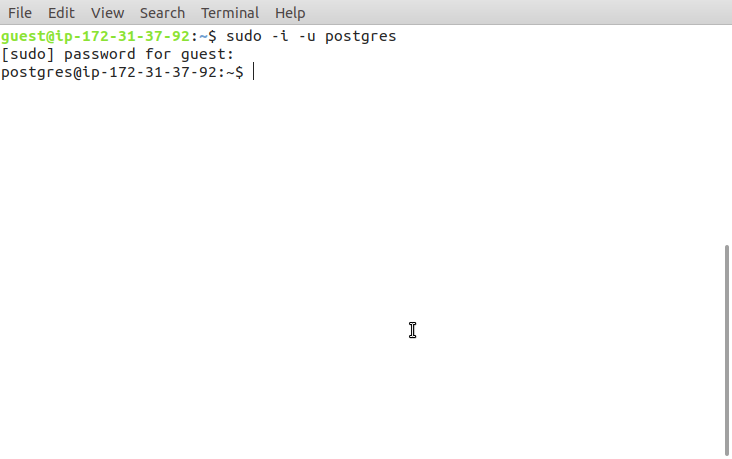 File Edit View Search Terminal Help
guest@ip-172-31-37-92:~$ sudo -i -u postgres
[sudo] password for guest:
postgres@ip-172-31-37-92:~$